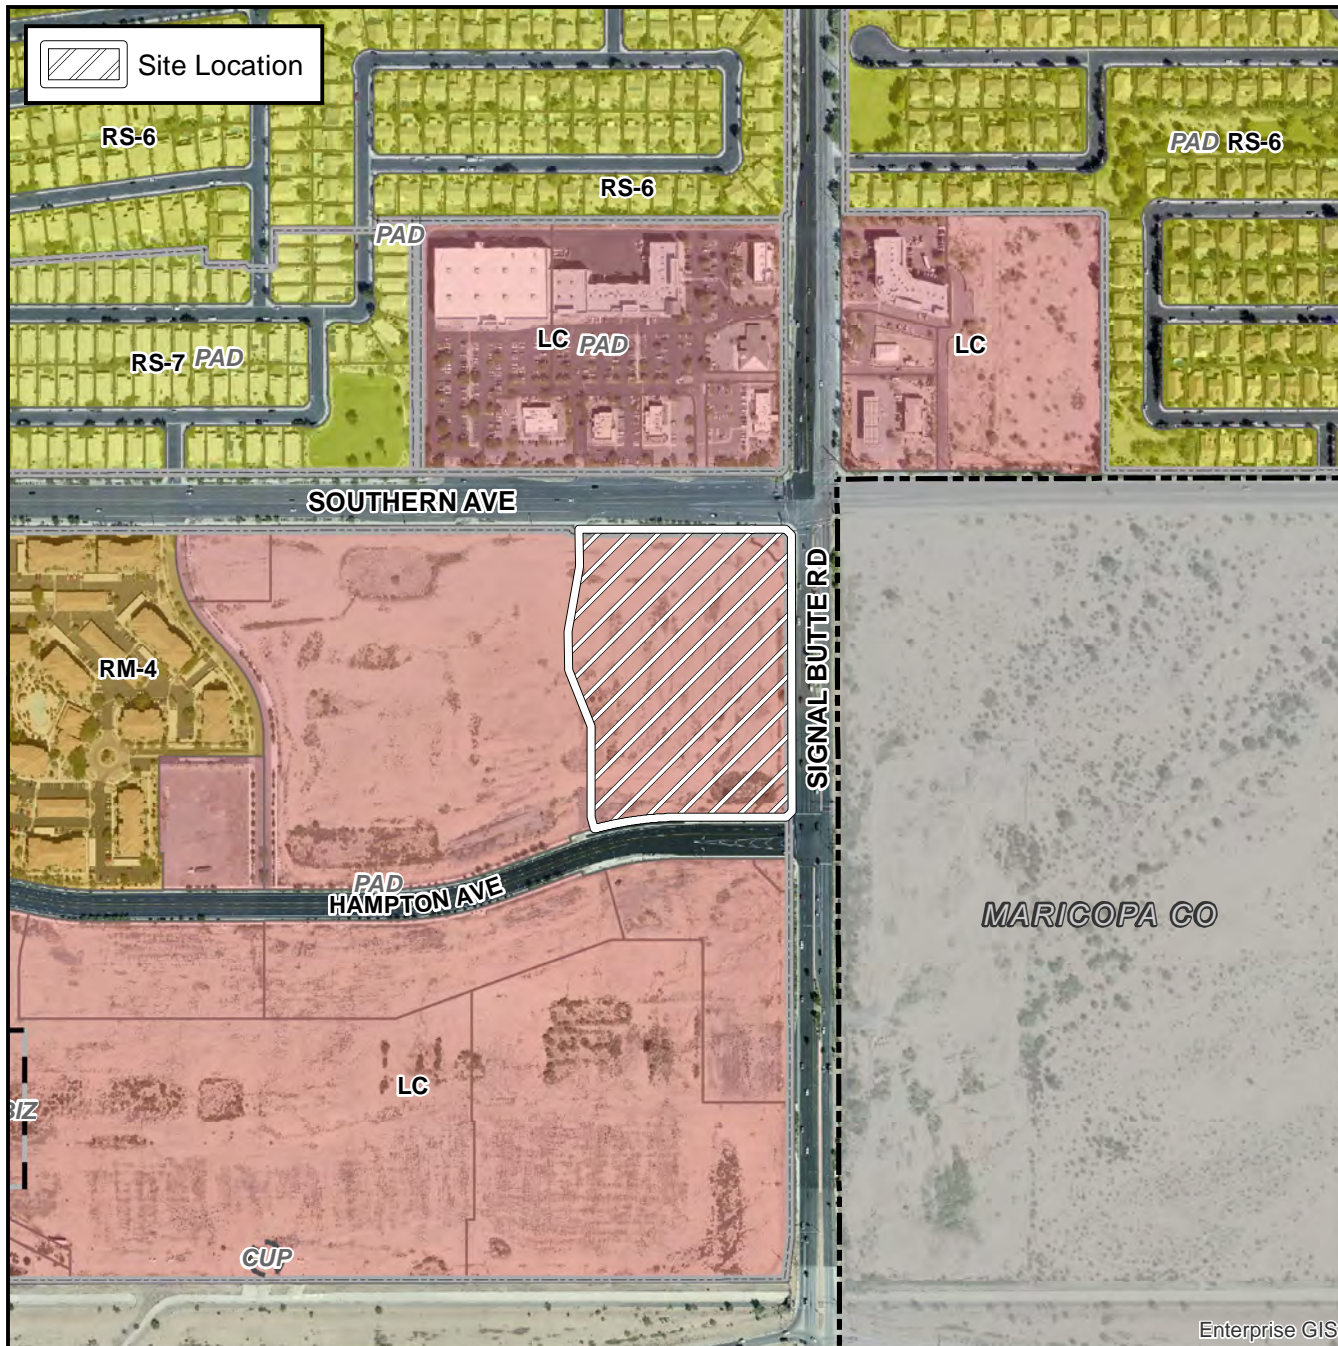 Site Location
RS-6
PAD RS-6
RS-6
PAD
LC PAD
LC
RS-7 PAD
SOUTHERN AVE
SIGNAL BUTTE RD
RM-4
PAD
HAMPTON AVE
MARICOPA CO
LC
BIZ
CUP
Enterprise GIS